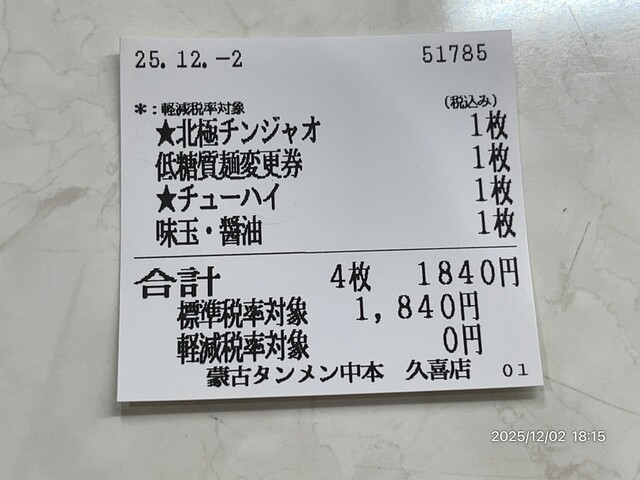 25.12.-2 51785
*:軽減税率対象 (税込み)
★北極チンジャオ 1枚
低糖質麺変更券 1枚
★チューハイ 1枚
味玉・醤油 1枚
合計 4枚 1840円
標準税率対象 1,840円
軽減税率対象 0円
蒙古タンメン中本 久喜店 01
2025/12/02 18:15